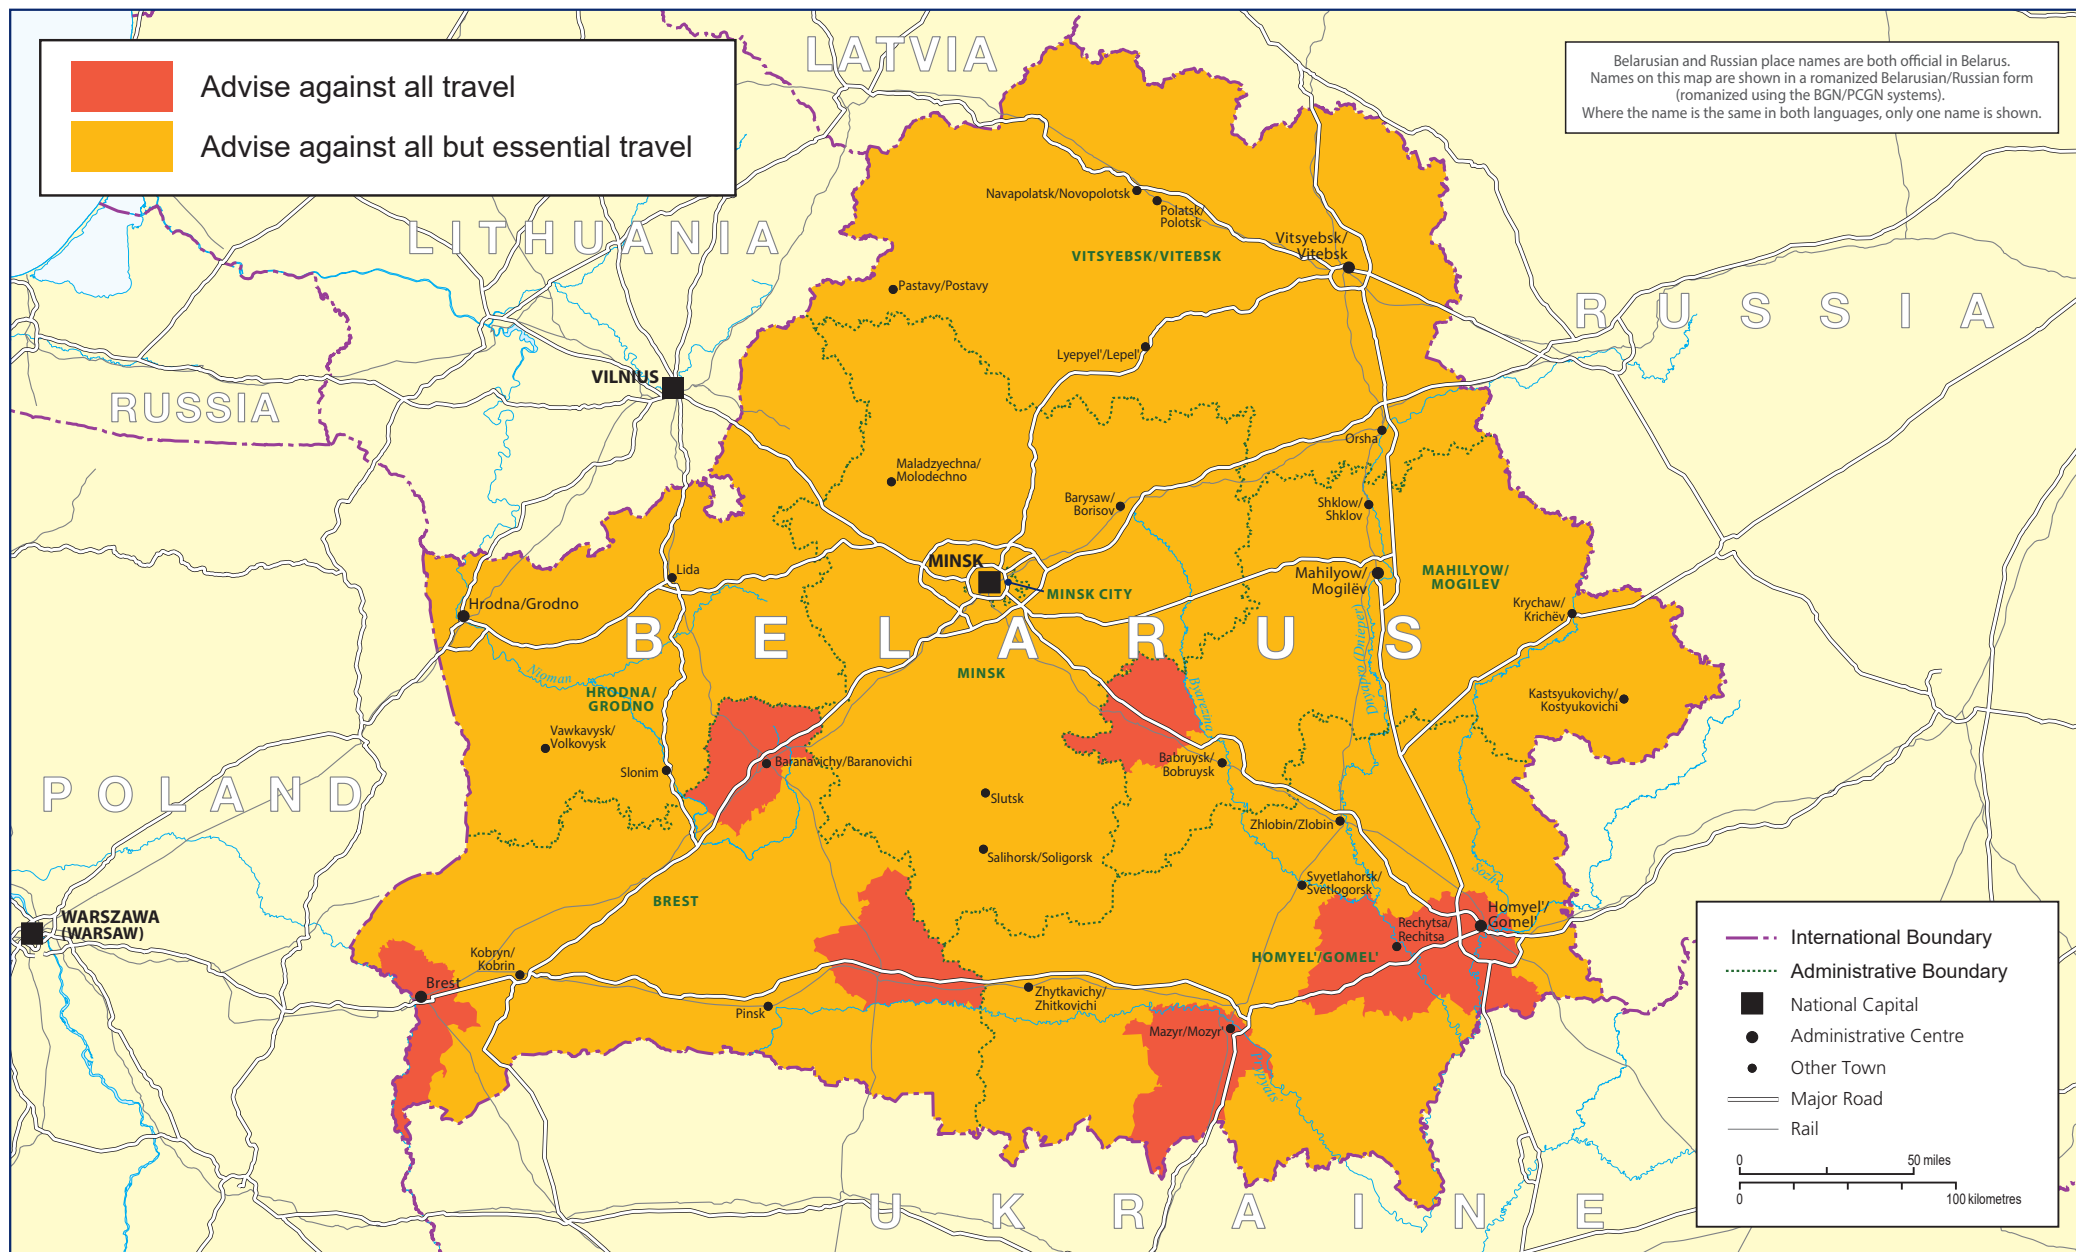 Advise against all travel
Advise against all but essential travel
Belarusian and Russian place names are both official in Belarus.
Names on this map are shown in a romanized Belarusian/Russian form
(romanized using the BGN/PCGN systems).
Where the name is the same in both languages, only one name is shown.
LATVIA
LITHUANIA
RUSSIA
RUSSIA
POLAND
BELARUS
UKRAINE
Navapolatsk/Novopolotsk
Polatsk/
Polotsk
Vitsyebsk/
Vitebsk
VITSYEBSK/VITEBSK
Pastavy/Postavy
Lyepyel'/Lepel'
VILNIUS
Orsha
Maladzyechna/
Molodechno
Barysaw/
Borisov
Shklow/
Shklov
MINSK
MINSK CITY
Lida
Hrodna/Grodno
Mahilyow/
Mogilëv
MAHILYOW/
MOGILEV
Krychaw/
Krichëv
Dnyapro (Dnieper)
Nioman
HRODNA/
GRODNO
MINSK
Byarezina
Kastsyukovichy/
Kostyukovichi
Vawkavysk/
Volkovysk
Slonim
Baranavichy/Baranovichi
Babruysk/
Bobruysk
Slutsk
Zhlobin/Zlobin
Salihorsk/Soligorsk
Svyetlahorsk/
Svetlogorsk
Sozh
BREST
WARSZAWA
(WARSAW)
Homyel'/
Gomel'
Rechytsa/
Rechitsa
HOMYEL'/GOMEL'
Kobryn/
Kobrin
Brest
Pinsk
Zhytkavichy/
Zhitkovichi
Mazyr/Mozyr'
Prypyats'
International Boundary
Administrative Boundary
National Capital
Administrative Centre
Other Town
Major Road
Rail
0 50 miles
0 100 kilometres